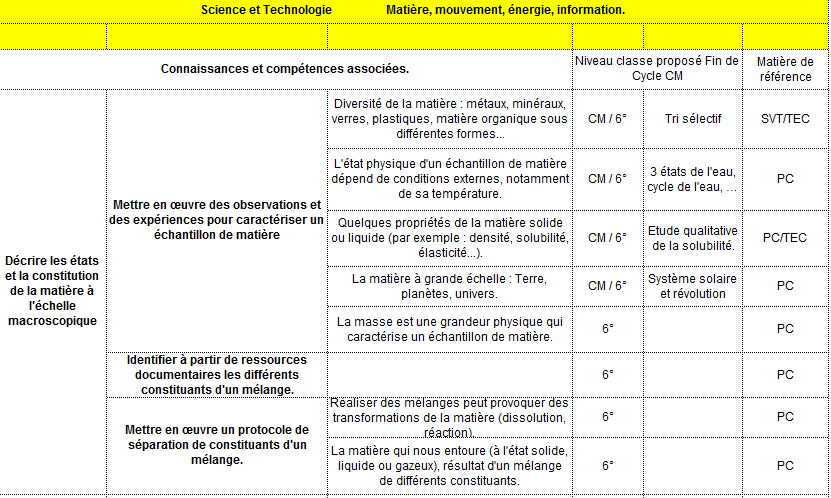 Science et Technologie Matière, mouvement, énergie, information.
Connaissances et compétences associées.
Niveau classe proposé Fin de
Cycle CM
Matière de
référence
Décrire les états
et la constitution
de la matière à
l'échelle
macroscopique
Mettre en œuvre des observations et
des expériences pour caractériser un
échantillon de matière
Diversité de la matière : métaux, minéraux,
verres, plastiques, matière organique sous
différentes formes...
CM / 6°
Tri sélectif
SVT/TEC
L'état physique d'un échantillon de matière
dépend de conditions externes, notamment
de sa température.
CM / 6°
3 états de l'eau,
cycle de l'eau, ...
PC
Quelques propriétés de la matière solide
ou liquide (par exemple : densité, solubilité,
élasticité...).
CM / 6°
Etude qualitative
de la solubilité.
PC/TEC
La matière à grande échelle : Terre,
planètes, univers.
CM / 6°
Système solaire
et révolution
PC
La masse est une grandeur physique qui
caractérise un échantillon de matière.
6°
PC
Identifier à partir de ressources
documentaires les différents
constituants d'un mélange.
6°
PC
Mettre en œuvre un protocole de
séparation de constituants d'un
mélange.
Réaliser des mélanges peut provoquer des
transformations de la matière (dissolution,
réaction).
6°
PC
La matière qui nous entoure (à l'état solide,
liquide ou gazeux), résultat d'un mélange
de différents constituants.
6°
PC